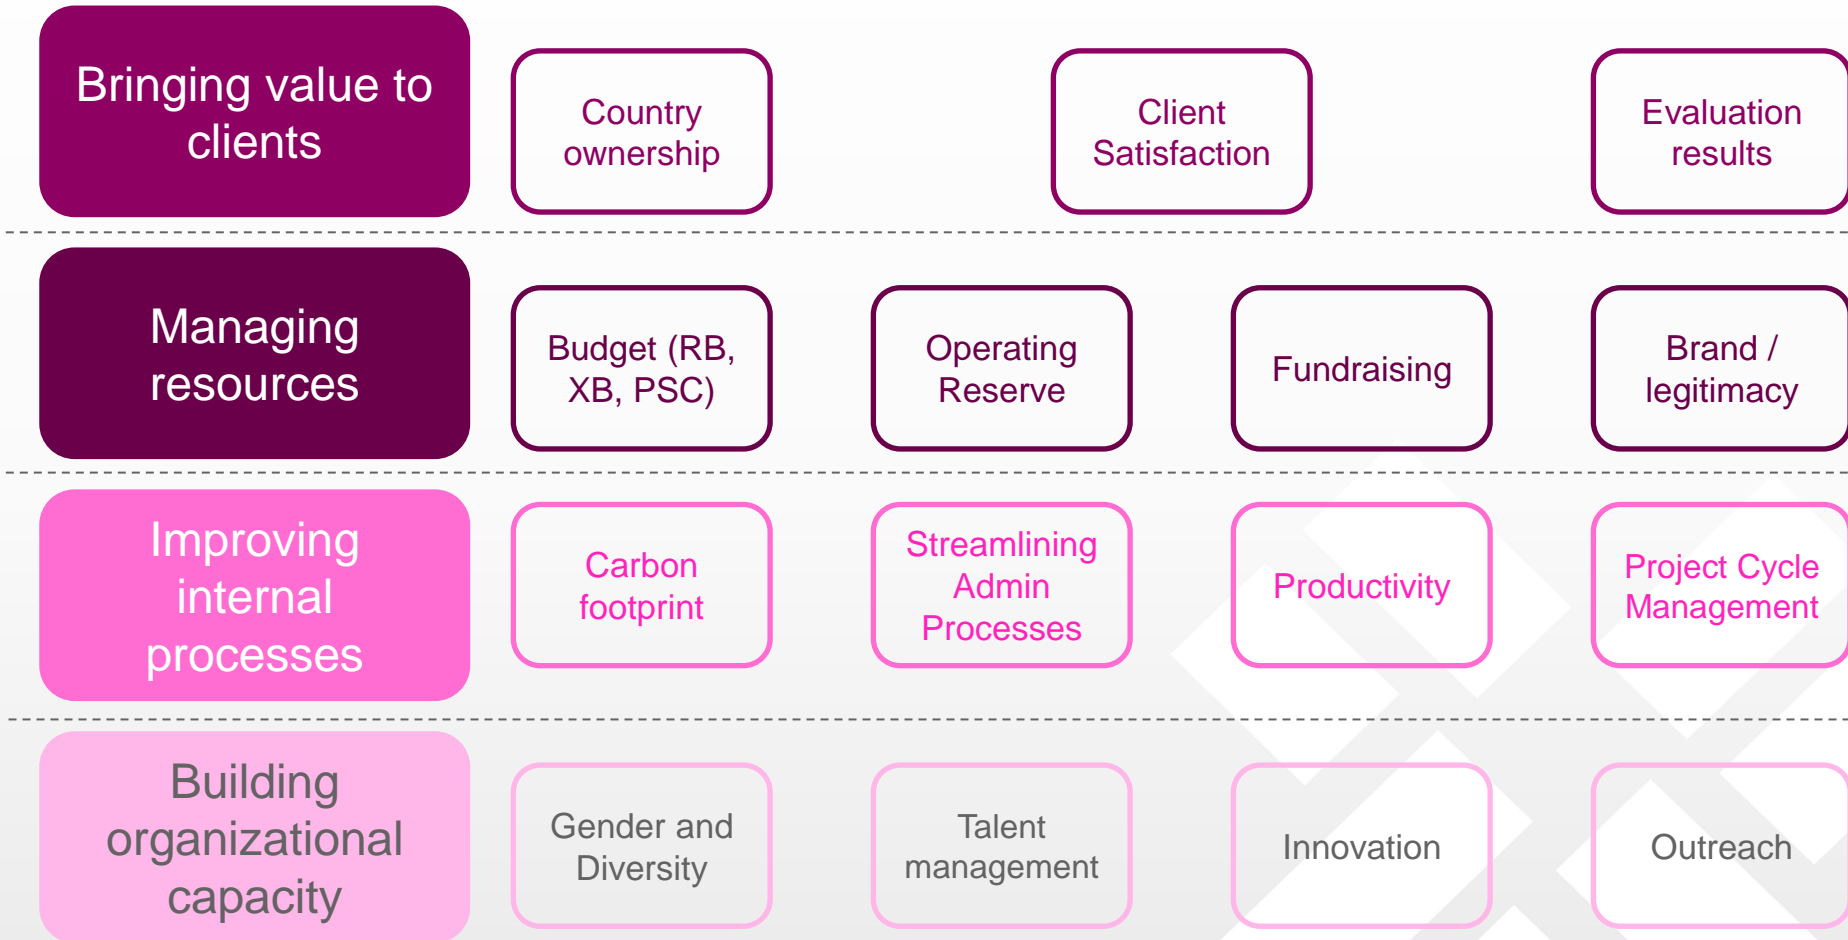 Bringing value to
clients
Country
ownership
Client
Satisfaction
Evaluation
results
Managing
resources
Budget (RB,
XB, PSC)
Operating
Reserve
Fundraising
Brand /
legitimacy
Improving
internal
processes
Carbon
footprint
Streamlining
Admin
Processes
Productivity
Project Cycle
Management
Building
organizational
capacity
Gender and
Diversity
Talent
management
Innovation
Outreach